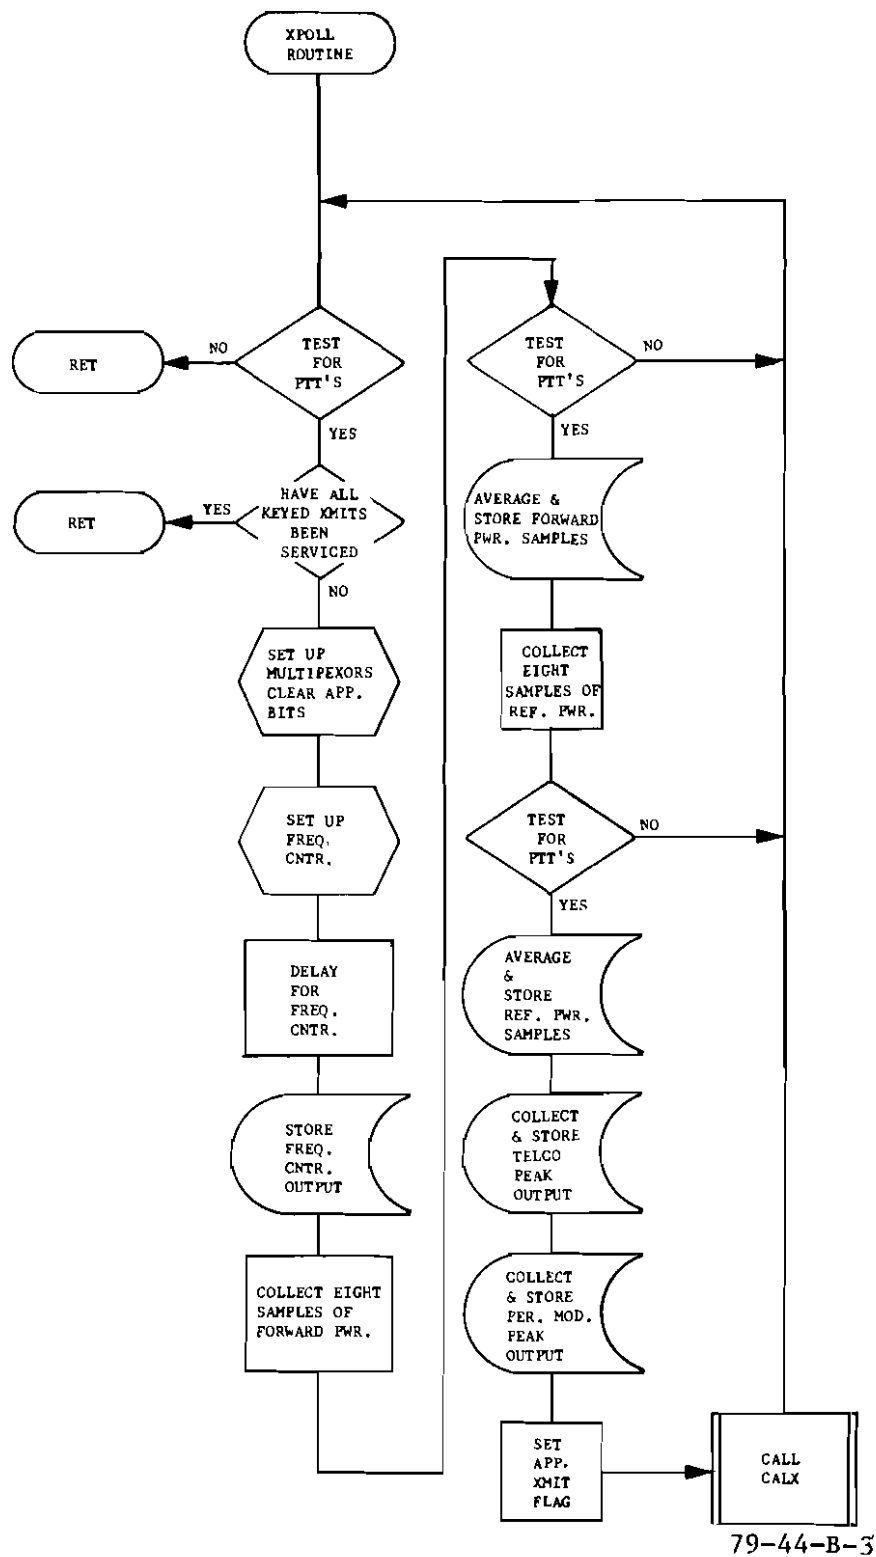 XPOLL
ROUTINE
TEST
FOR
PTT'S
NO
RET
YES
HAVE ALL
KEYED XMITS
BEEN
SERVICED
YES
RET
NO
SET UP
MULTIPEXORS
CLEAR APP.
BITS
SET UP
FREQ.
CNTR.
DELAY
FOR
FREQ.
CNTR.
STORE
FREQ.
CNTR.
OUTPUT
COLLECT EIGHT
SAMPLES OF
FORWARD PWR.
TEST
FOR
PTT'S
NO
YES
AVERAGE &
STORE FORWARD
PWR. SAMPLES
COLLECT
EIGHT
SAMPLES OF
REF. PWR.
TEST
FOR
PTT'S
NO
YES
AVERAGE
&
STORE
REF. PWR.
SAMPLES
COLLECT
& STORE
TELCO
PEAK
OUTPUT
COLLECT
& STORE
PER. MOD.
PEAK
OUTPUT
SET
APP.
XMIT
FLAG
CALL
CALX
79-44-B-3